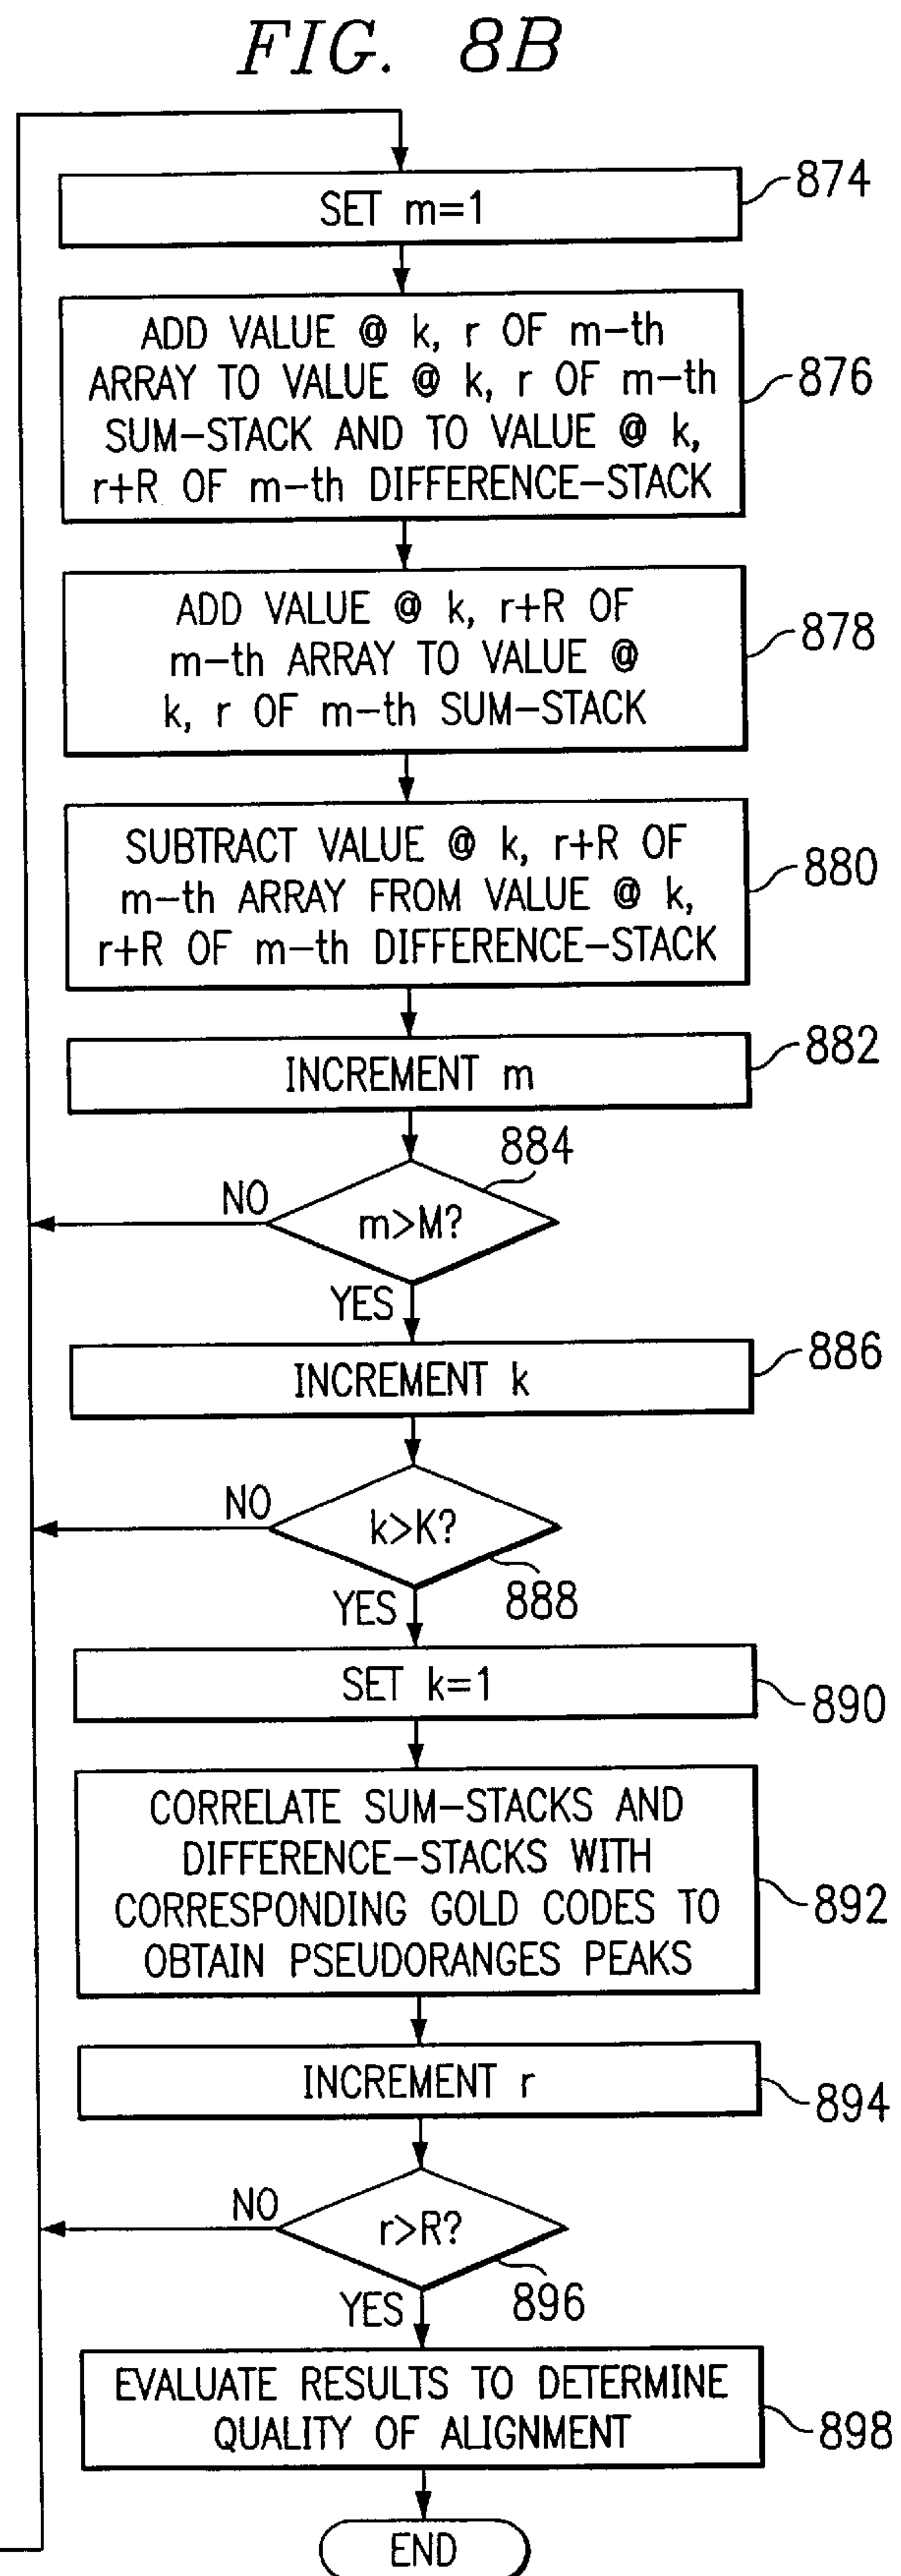 FIG. 8B
874
SET m=1
ADD VALUE @ k, r OF m-th
ARRAY TO VALUE @ k, r OF m-th
SUM-STACK AND TO VALUE @ k,
r+R OF m-th DIFFERENCE-STACK
876
ADD VALUE @ k, r+R OF
m-th ARRAY TO VALUE @
k, r OF m-th SUM-STACK
878
SUBTRACT VALUE @ k, r+R OF
m-th ARRAY FROM VALUE @ k,
r+R OF m-th DIFFERENCE-STACK
880
INCREMENT m
882
884
NO
m>M?
YES
INCREMENT k
886
NO
k>K?
888
YES
SET k=1
890
CORRELATE SUM-STACKS AND
DIFFERENCE-STACKS WITH
CORRESPONDING GOLD CODES TO
OBTAIN PSEUDORANGES PEAKS
892
INCREMENT r
894
NO
r>R?
896
YES
EVALUATE RESULTS TO DETERMINE
QUALITY OF ALIGNMENT
898
END